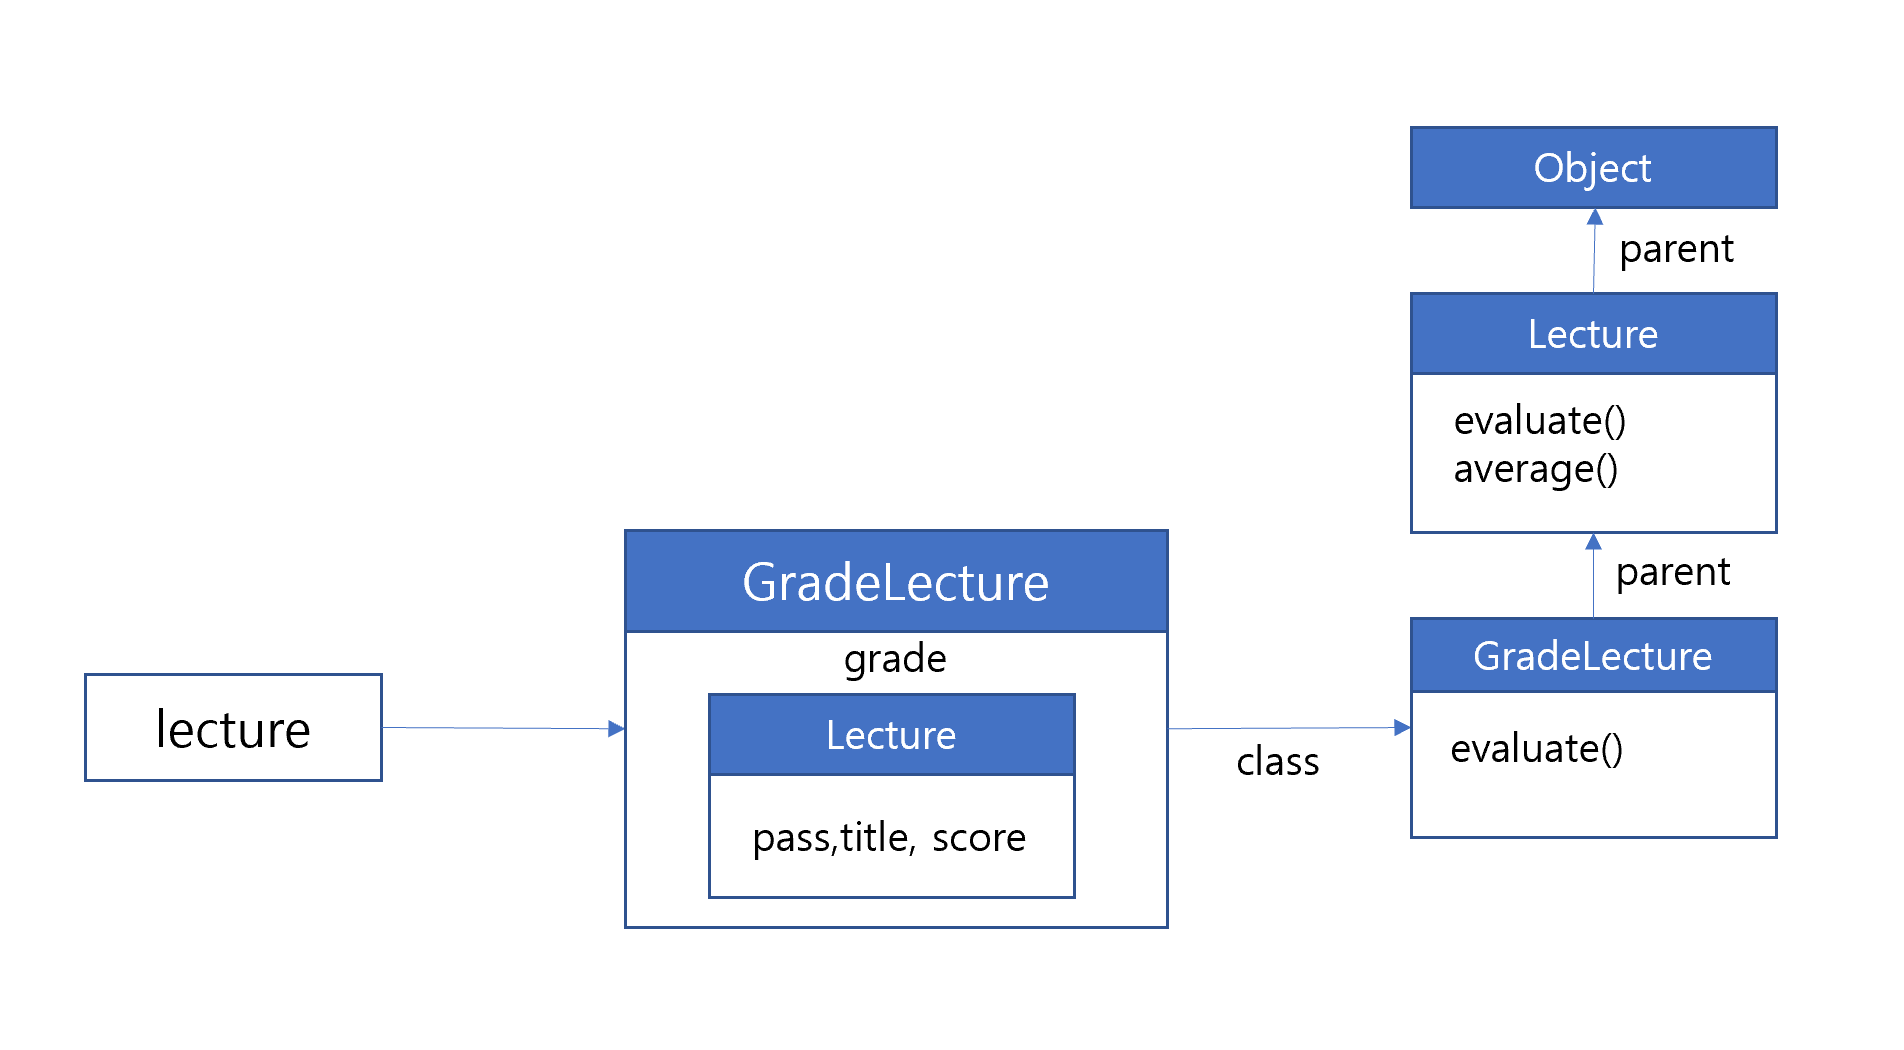 Object
parent
Lecture
evaluate()
average()
parent
GradeLecture
evaluate()
GradeLecture
grade
Lecture
pass,title, score
class
lecture